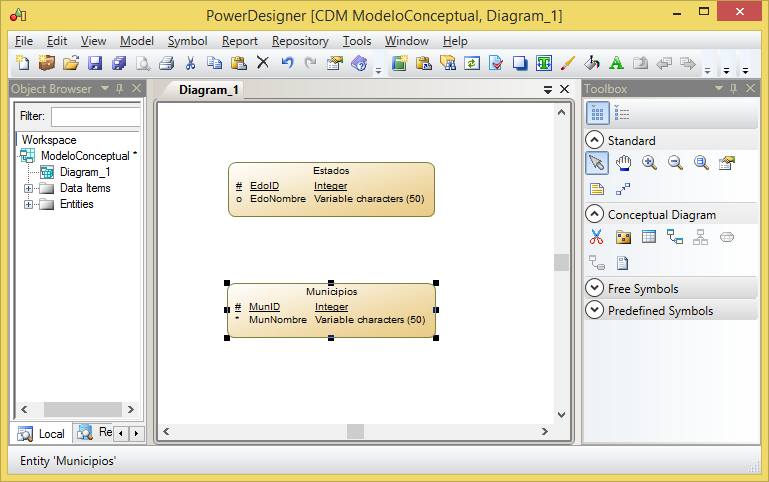 PowerDesigner [CDM ModeloConceptual, Diagram_1]
File Edit View Model Symbol Report Repository Tools Window Help
Object Browser
Filter:
Workspace
ModeloConceptual *
Diagram_1
Data Items
Entities
Local
Re
Diagram_1
Estados
# EdoID Integer
o EdoNombre Variable characters (50)
Municipios
# MunID Integer
* MunNombre Variable characters (50)
Toolbox
Standard
Conceptual Diagram
Free Symbols
Predefined Symbols
Entity 'Municipios'